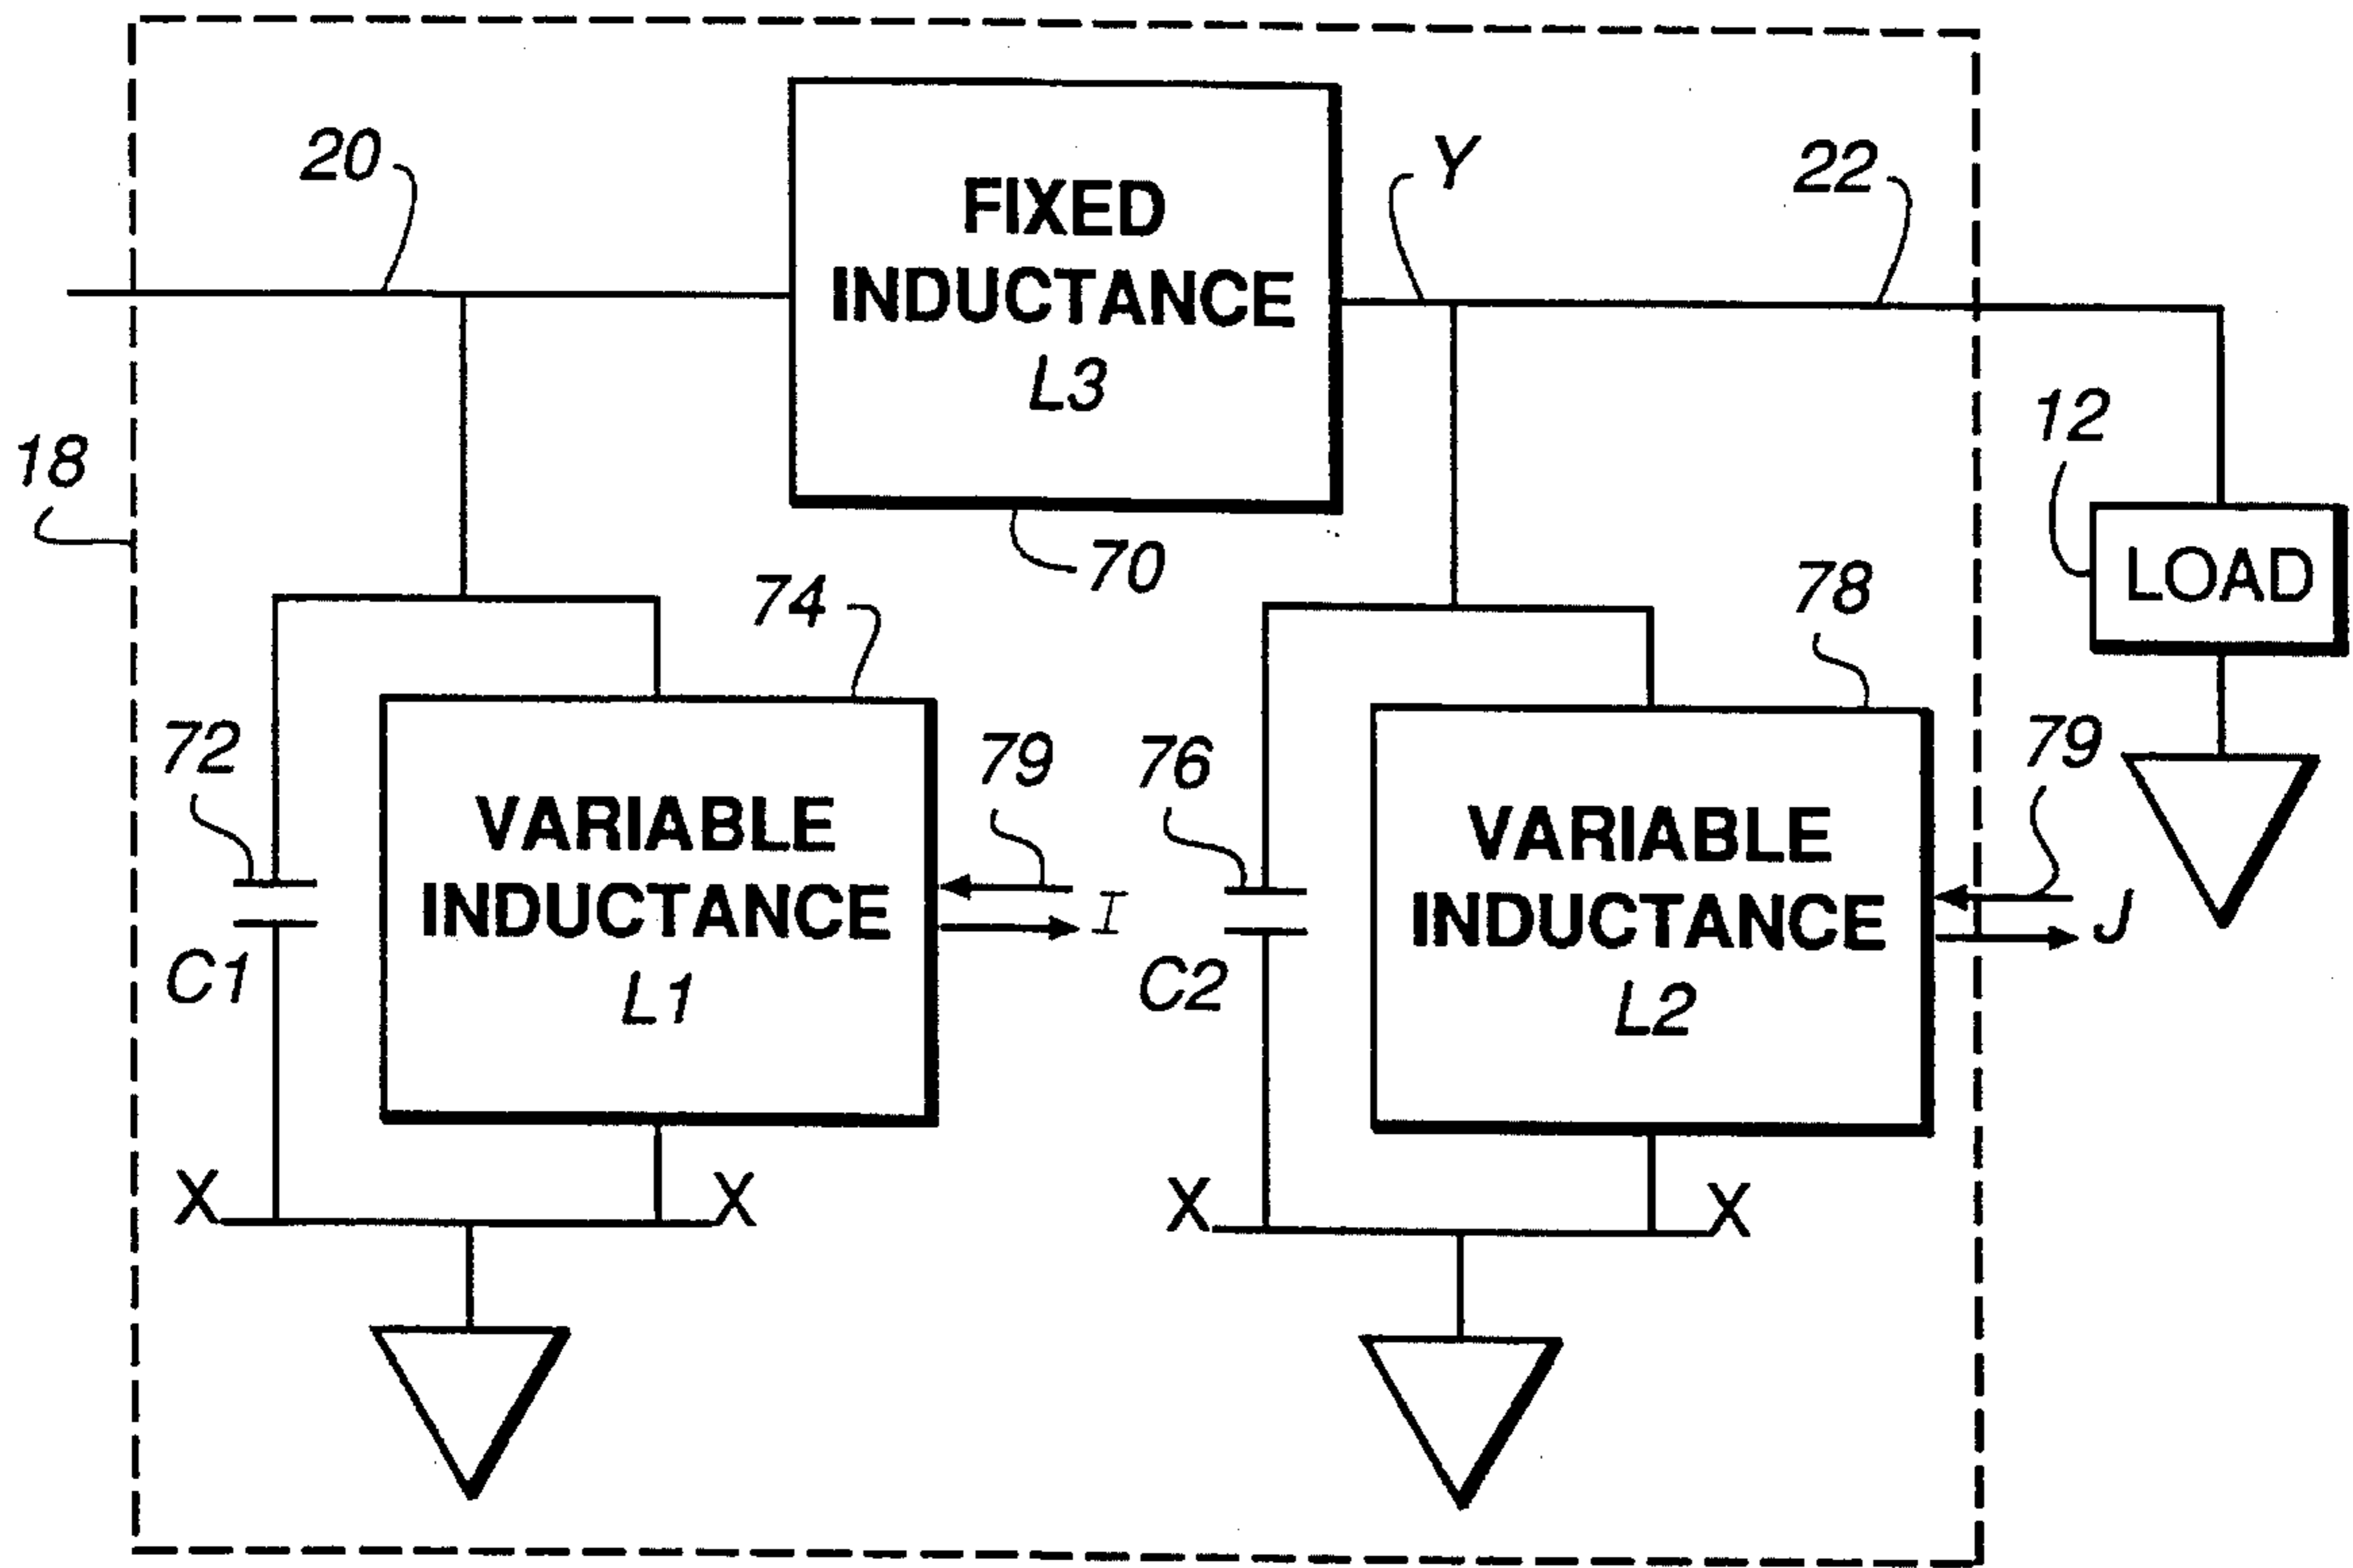 20
Y
22
FIXED
INDUCTANCE
L3
18
12
70
LOAD
74
78
72
79
76
79
VARIABLE
INDUCTANCE
L1
I
VARIABLE
INDUCTANCE
L2
J
C1
C2
X
X
X
X